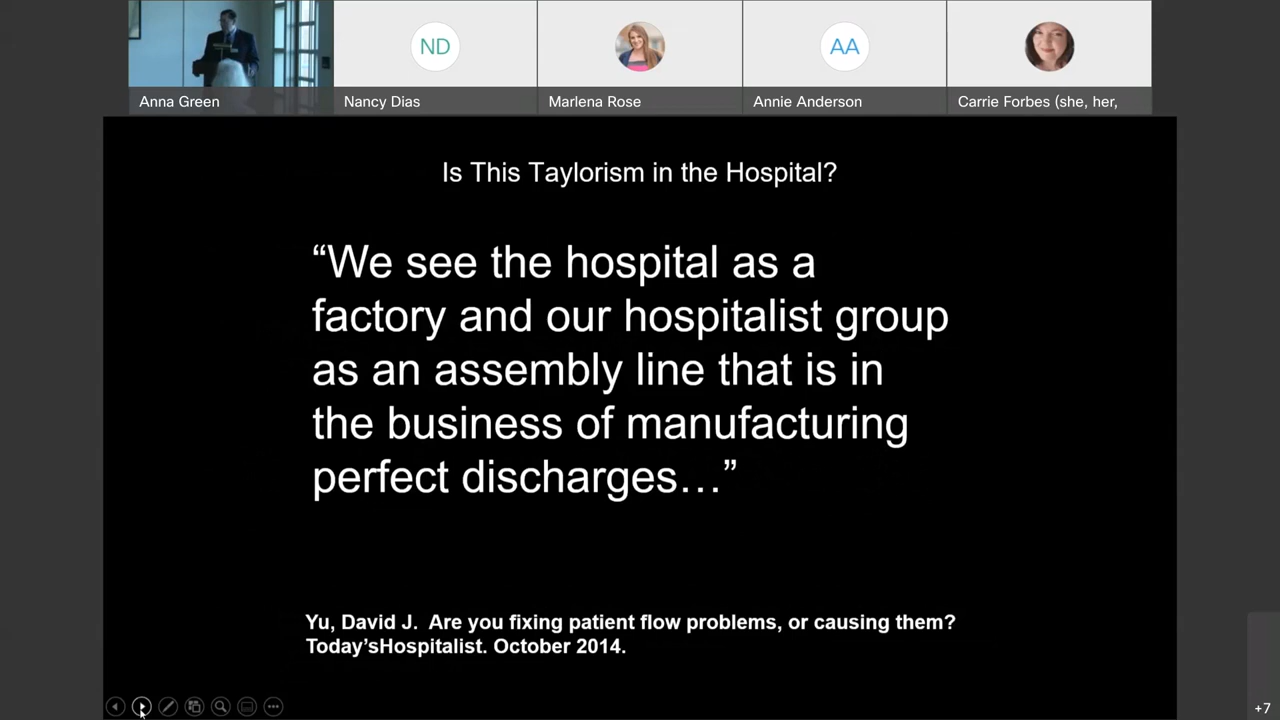 ND
AA
Anna Green
Nancy Dias
Marlena Rose
Annie Anderson
Carrie Forbes (she, her,
Is This Taylorism in the Hospital?
“We see the hospital as a
factory and our hospitalist group
as an assembly line that is in
the business of manufacturing
perfect discharges…”
Yu, David J.  Are you fixing patient flow problems, or causing them?
Today’sHospitalist. October 2014.
+7